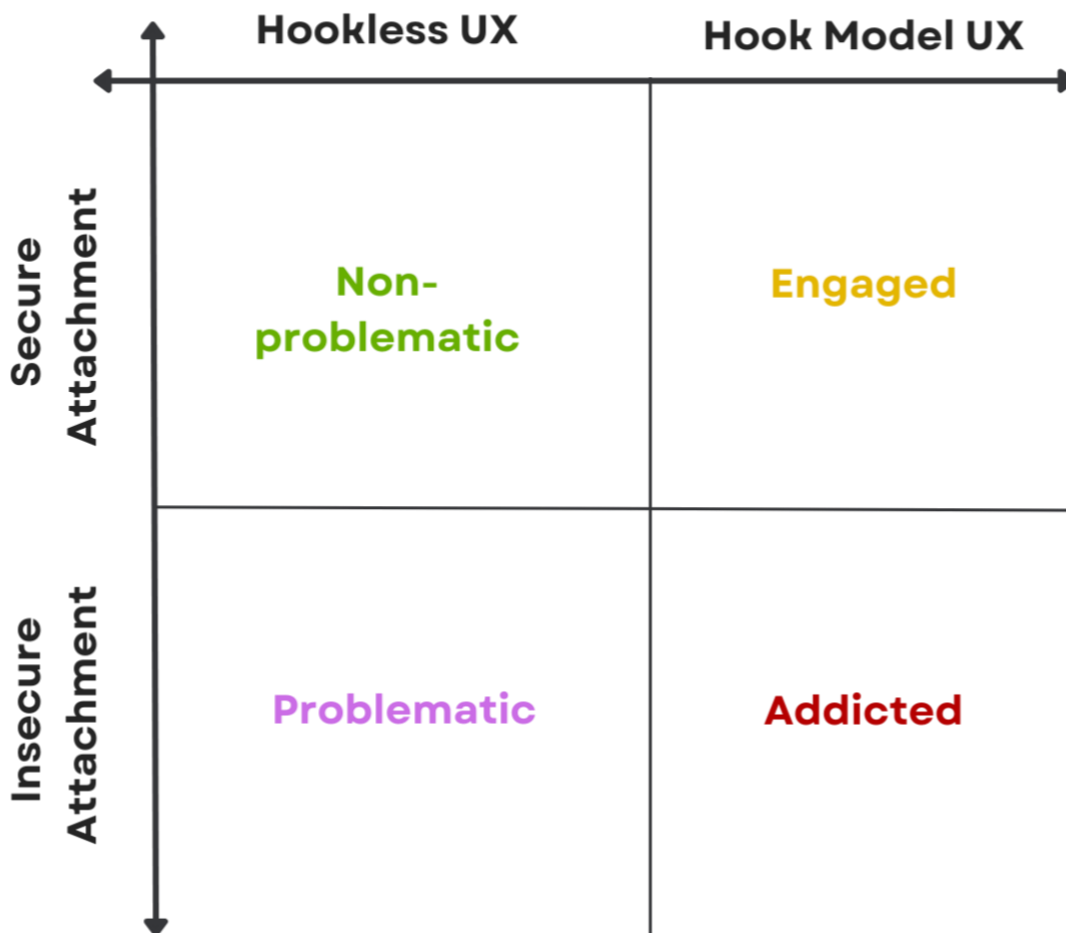 Hookless UX
Hook Model UX
Secure
Attachment
Non-
problematic
Engaged
Insecure
Attachment
Problematic
Addicted